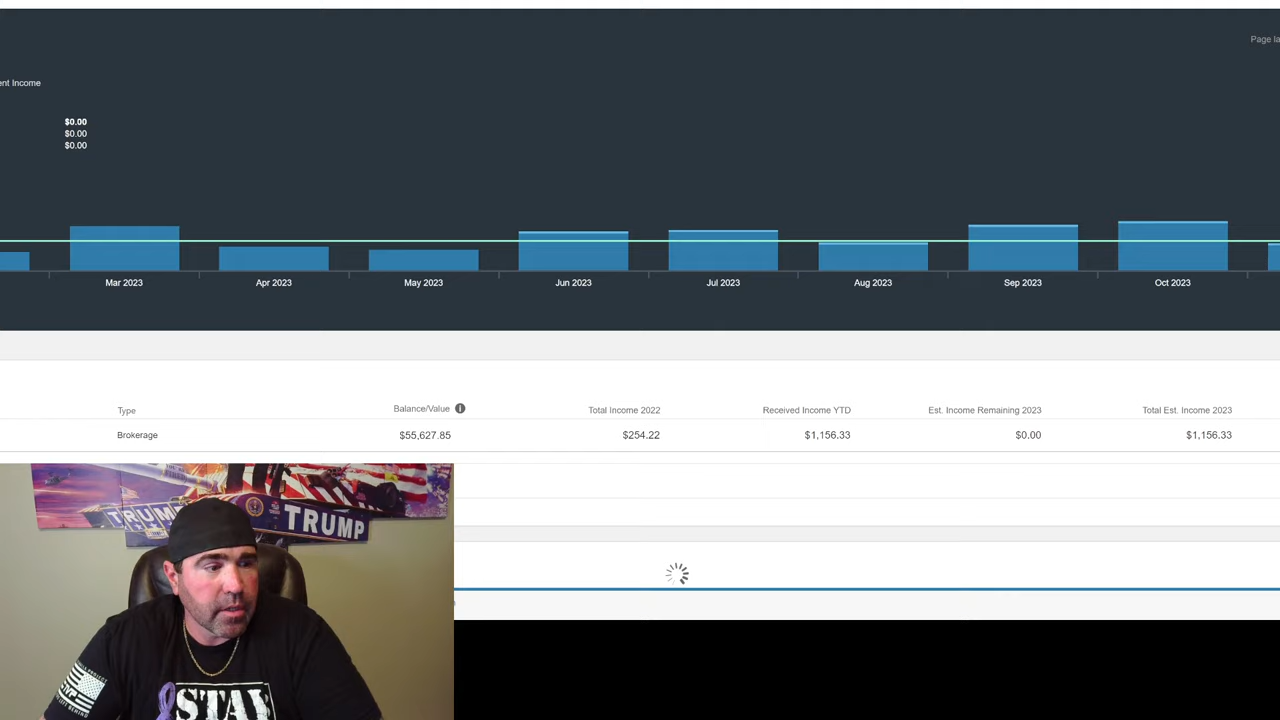 Page la
ent Income
$0.00
$0.00
$0.00
Mar 2023 Apr 2023 May 2023 Jun 2023 Jul 2023 Aug 2023 Sep 2023 Oct 2023
Type Balance/Value i Total Income 2022 Received Income YTD Est. Income Remaining 2023 Total Est. Income 2023
Brokerage $55,627.85 $254.22 $1,156.33 $0.00 $1,156.33
TRUMP
TRUMP
STAY